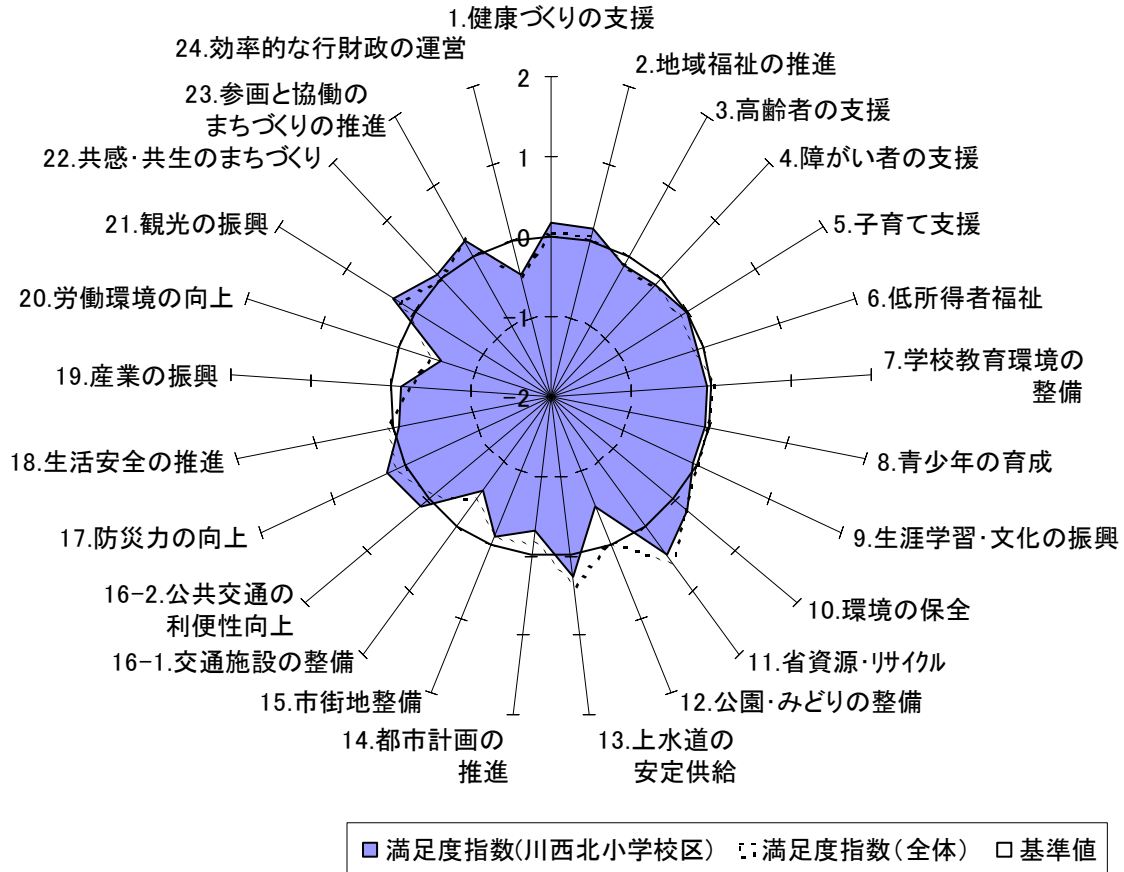 1.健康づくりの支援
2.地域福祉の推進
3.高齢者の支援
4.障がい者の支援
5.子育て支援
6.低所得者福祉
7.学校教育環境の
整備
8.青少年の育成
9.生涯学習･文化の振興
10.環境の保全
11.省資源･リサイクル
12.公園･みどりの整備
13.上水道の
安定供給
14.都市計画の
推進
15.市街地整備
16-1.交通施設の整備
16-2.公共交通の
利便性向上
17.防災力の向上
18.生活安全の推進
19.産業の振興
20.労働環境の向上
21.観光の振興
22.共感･共生のまちづくり
23.参画と協働の
まちづくりの推進
24.効率的な行財政の運営
2
1
0
-1
-2
満足度指数(川西北小学校区)
満足度指数(全体)
基準値